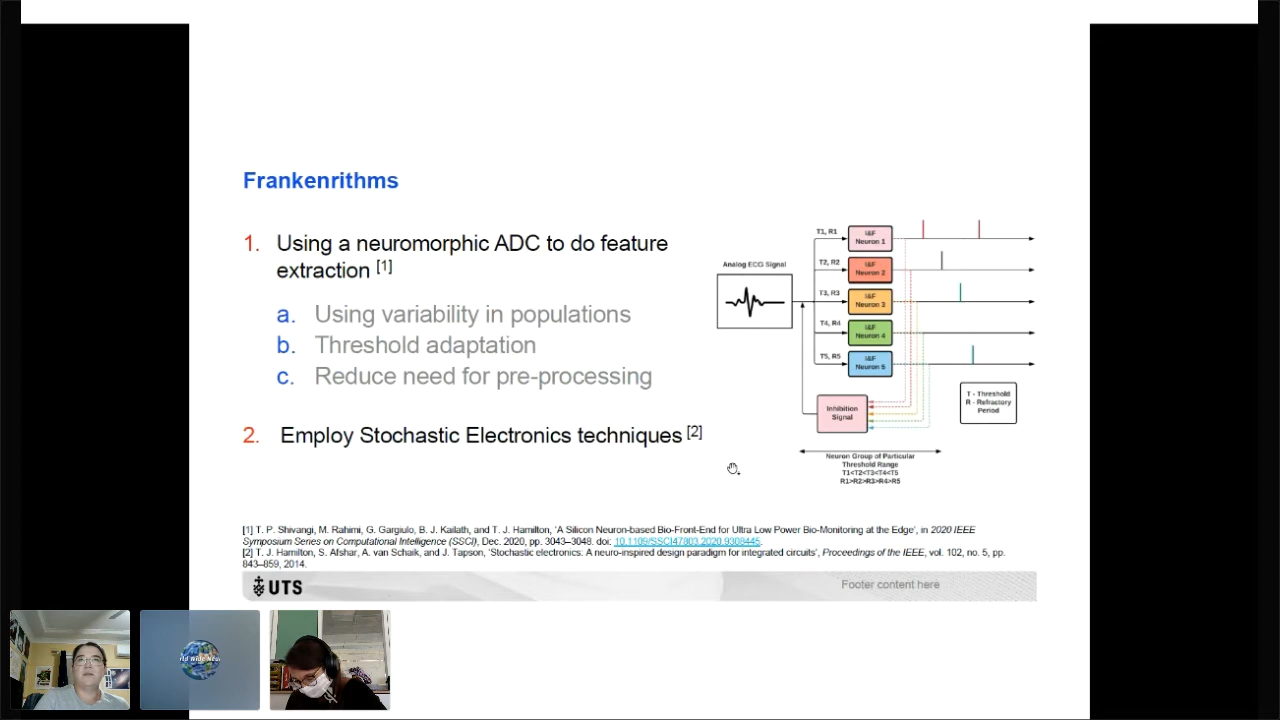 Frankenrithms
1. Using a neuromorphic ADC to do feature
extraction [1]
a. Using variability in populations
b. Threshold adaptation
c. Reduce need for pre-processing
2. Employ Stochastic Electronics techniques [2]
Analog ECG Signal
T1, R1
I&F
Neuron 1
T2, R2
I&F
Neuron 2
T3, R3
I&F
Neuron 3
T4, R4
I&F
Neuron 4
T5, R5
I&F
Neuron 5
Inhibition
Signal
T - Threshold
R - Refractory
Period
Neuron Group of Particular
Threshold Range
T1<T2<T3<T4<T5
R1>R2>R3>R4>R5
[1] T. P. Shivangi, M. Rahimi, G. Gargiulo, B. J. Kailath, and T. J. Hamilton, 'A Silicon Neuron-based Bio-Front-End for Ultra Low Power Bio-Monitoring at the Edge', in 2020 IEEE
Symposium Series on Computational Intelligence (SSCI), Dec. 2020, pp. 3043–3048. doi: 10.1109/SSCI47803.2020.9308445.
[2] T. J. Hamilton, S. Afshar, A. van Schaik, and J. Tapson, 'Stochastic electronics: A neuro-inspired design paradigm for integrated circuits', Proceedings of the IEEE, vol. 102, no. 5, pp.
843–859, 2014.
UTS
Footer content here